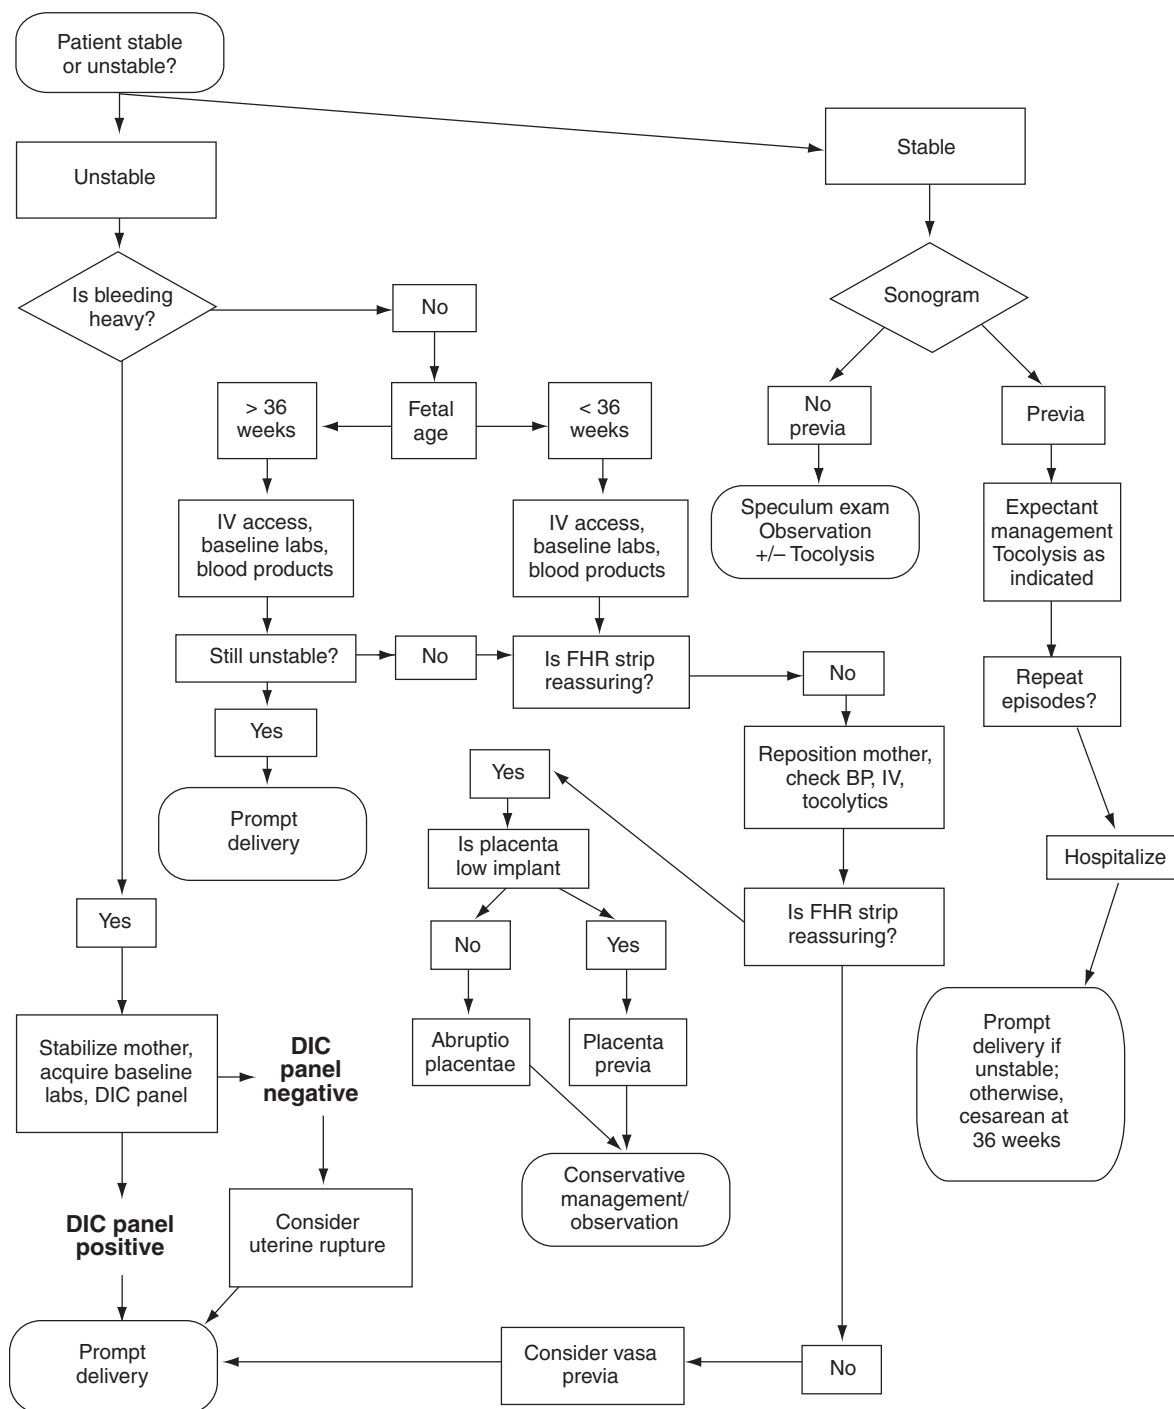 Patient stable
or unstable?
Unstable
Stable
Is bleeding
heavy?
No
Sonogram
> 36
weeks
Fetal
age
< 36
weeks
No
previa
Previa
IV access,
baseline labs,
blood products
IV access,
baseline labs,
blood products
Speculum exam
Observation
+/– Tocolysis
Expectant
management
Tocolysis as
indicated
Still unstable?
No
Is FHR strip
reassuring?
No
Repeat
episodes?
Yes
Yes
Reposition mother,
check BP, IV,
tocolytics
Prompt
delivery
Is placenta
low implant
Hospitalize
Yes
No
Yes
Is FHR strip
reassuring?
Stabilize mother,
acquire baseline
labs, DIC panel
DIC
panel
negative
Abruptio
placentae
Placenta
previa
Prompt
delivery if
unstable;
otherwise,
cesarean at
36 weeks
DIC panel
positive
Consider
uterine rupture
Conservative
management/
observation
Prompt
delivery
Consider vasa
previa
No